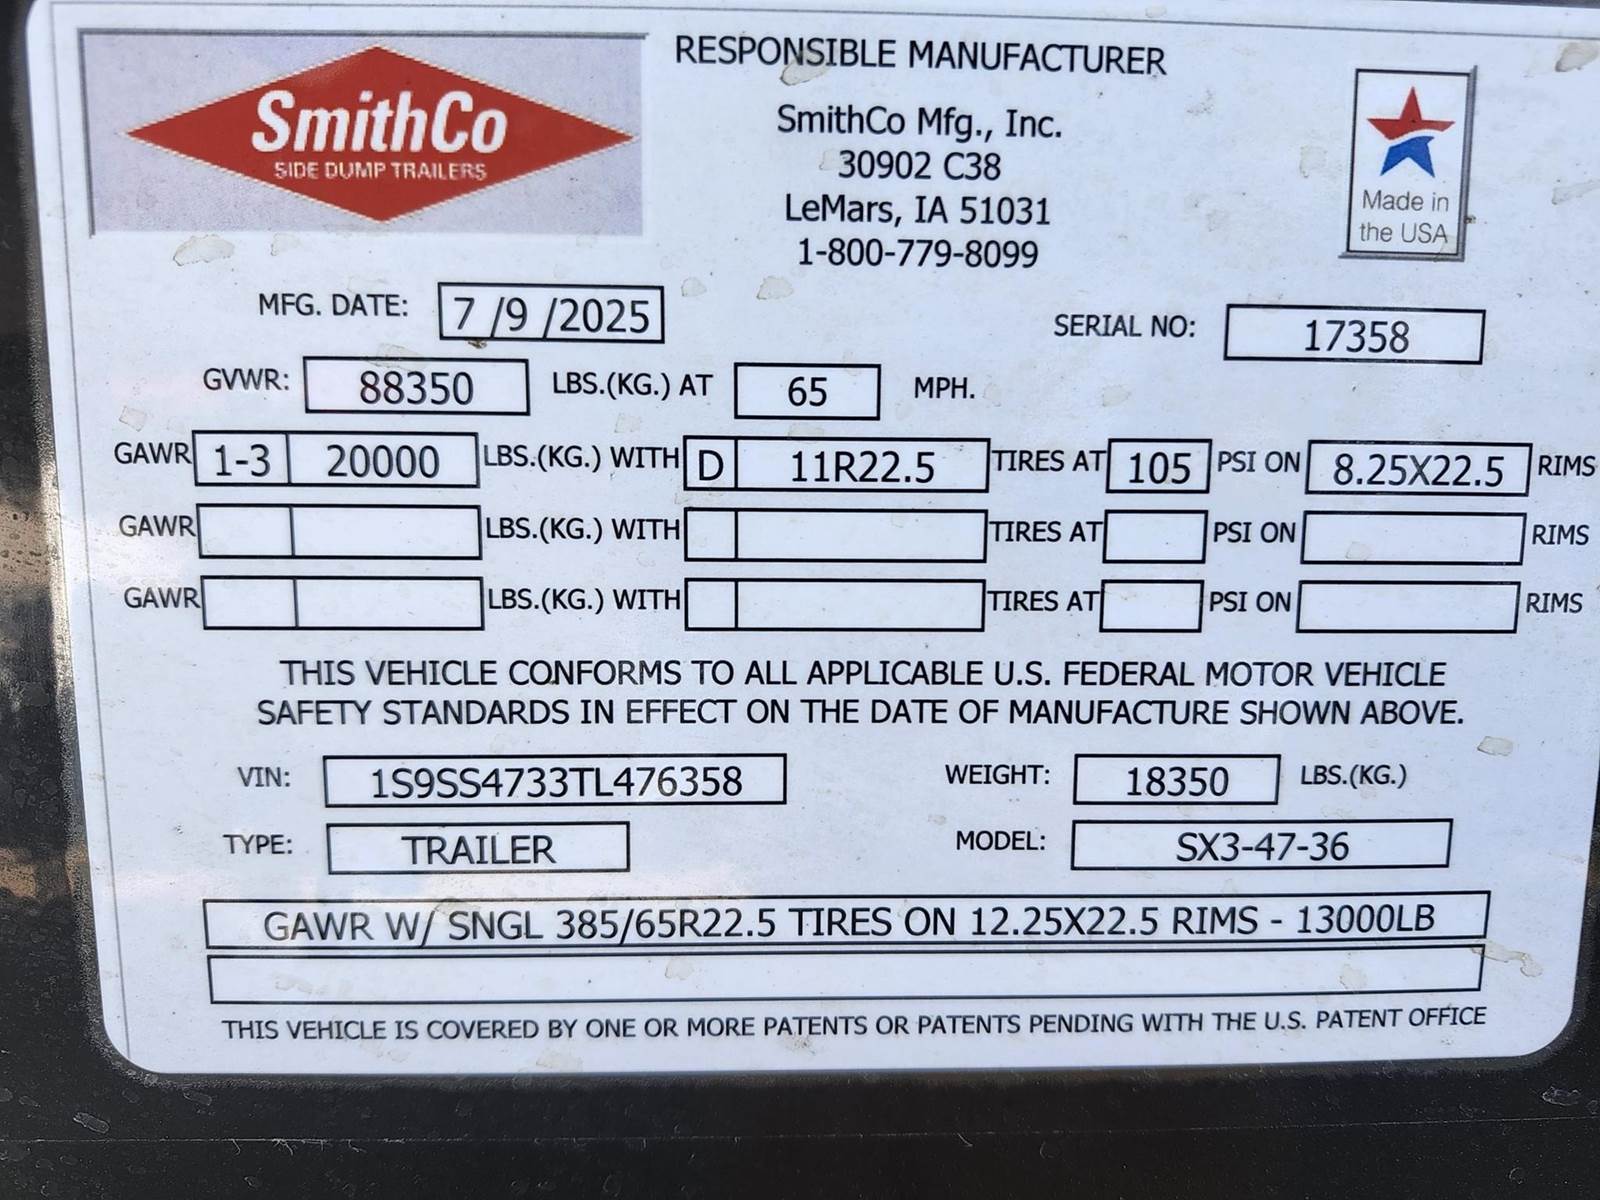 SmithCo
SIDE DUMP TRAILERS
RESPONSIBLE MANUFACTURER
SmithCo Mfg., Inc.
30902 C38
LeMars, IA 51031
1-800-779-8099
Made in
the USA
MFG. DATE: 7 /9 /2025
SERIAL NO: 17358
GVWR: 88350 LBS.(KG.) AT 65 MPH.
GAWR 1-3 20000 LBS.(KG.) WITH D 11R22.5 TIRES AT 105 PSI ON 8.25X22.5 RIMS
GAWR LBS.(KG.) WITH TIRES AT PSI ON RIMS
GAWR LBS.(KG.) WITH TIRES AT PSI ON RIMS
THIS VEHICLE CONFORMS TO ALL APPLICABLE U.S. FEDERAL MOTOR VEHICLE
SAFETY STANDARDS IN EFFECT ON THE DATE OF MANUFACTURE SHOWN ABOVE.
VIN: 1S9SS4733TL476358
WEIGHT: 18350 LBS.(KG.)
TYPE: TRAILER
MODEL: SX3-47-36
GAWR W/ SNGL 385/65R22.5 TIRES ON 12.25X22.5 RIMS - 13000LB
THIS VEHICLE IS COVERED BY ONE OR MORE PATENTS OR PATENTS PENDING WITH THE U.S. PATENT OFFICE